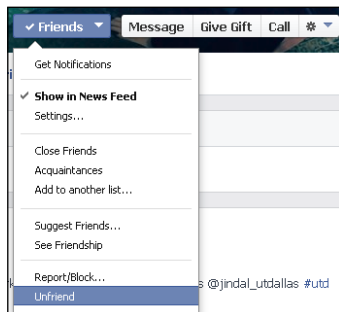 ✓ Friends ▼ Message Give Gift Call
Get Notifications
✓ Show in News Feed
Settings...
Close Friends
Acquaintances
Add to another list...
Suggest Friends...
See Friendship
Report/Block...
s @jindal_utdallas #utd
Unfriend